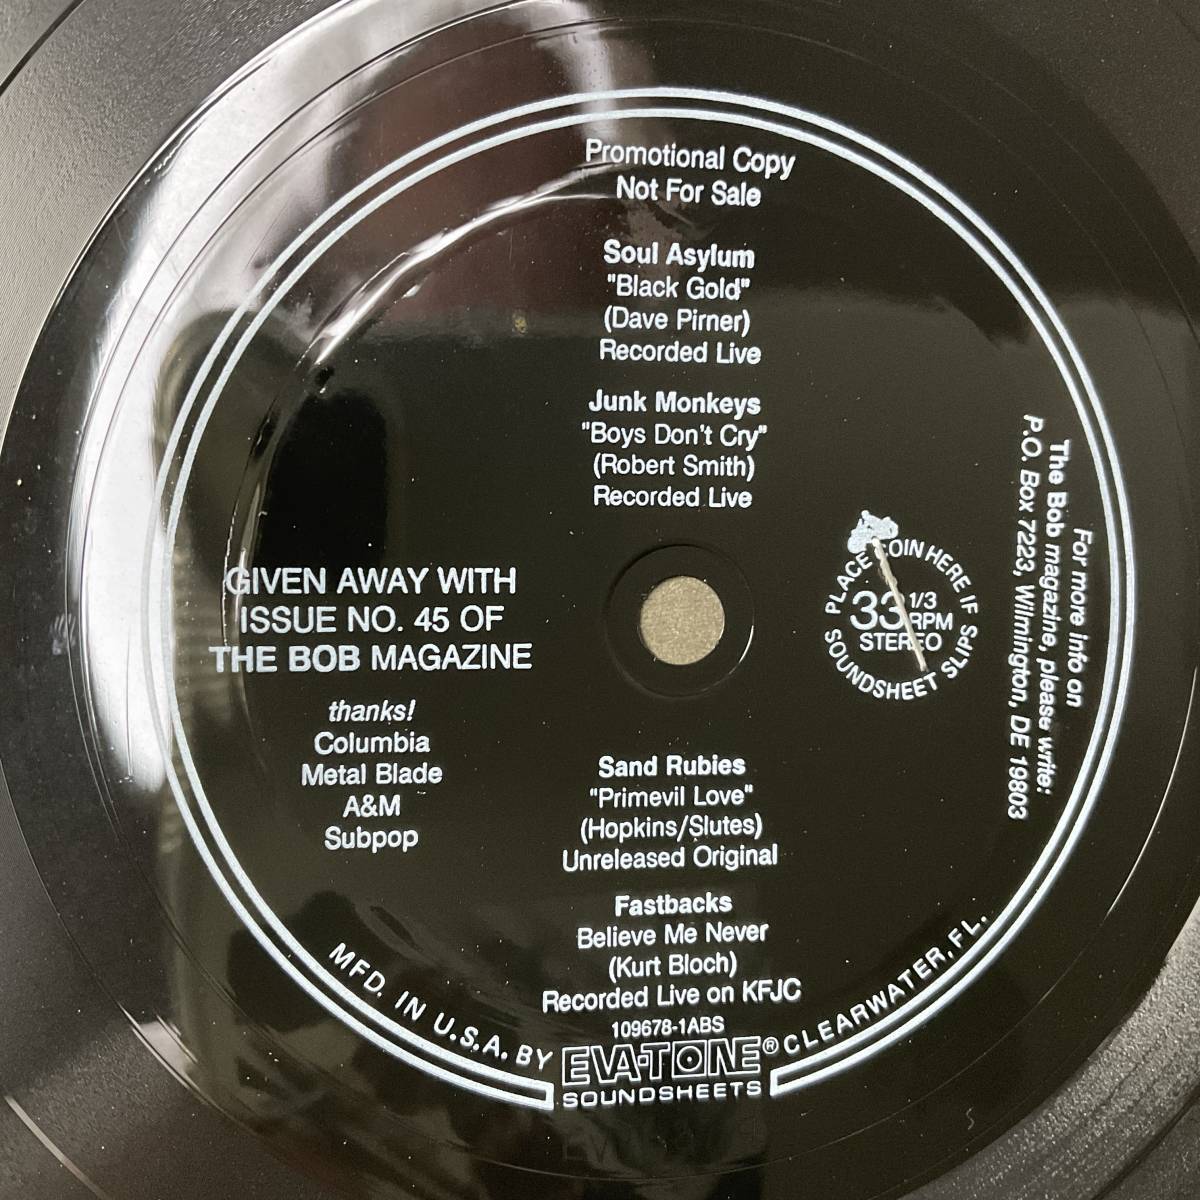 Promotional Copy
Not For Sale
Soul Asylum
"Black Gold"
(Dave Pirner)
Recorded Live
Junk Monkeys
"Boys Don't Cry"
(Robert Smith)
Recorded Live
GIVEN AWAY WITH
ISSUE NO. 45 OF
THE BOB MAGAZINE
thanks!
Columbia
Metal Blade
A&M
Subpop
PLACE COIN HERE IF
33 1/3
RPM
STEREO
SOUNDSHEET SLIPS
For more info on
The Bob magazine, please write:
P.O. Box 7223, Wilmington, DE 19803
Sand Rubies
"Primevil Love"
(Hopkins/Slutes)
Unreleased Original
Fastbacks
Believe Me Never
(Kurt Bloch)
Recorded Live on KFJC
109678-1ABS
MFD. IN U.S.A. BY
EVA-TONE®
SOUNDSHEETS
CLEARWATER, FL.